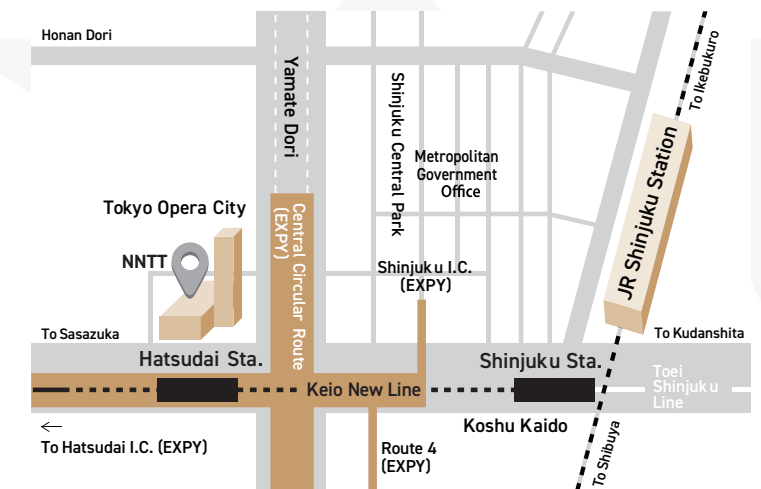 Honan Dori
Yamate Dori
Shinjuku Central Park
To Ikebukuro
Metropolitan
Government
Office
JR Shinjuku Station
Tokyo Opera City
NNTT
Central Circular Route
(EXPY)
Shinjuku I.C.
(EXPY)
To Sasazuka
To Kudanshita
Hatsudai Sta.
Shinjuku Sta.
Keio New Line
Toei
Shinjuku
Line
Koshu Kaido
To Hatsudai I.C. (EXPY)
Route 4
(EXPY)
To Shibuya